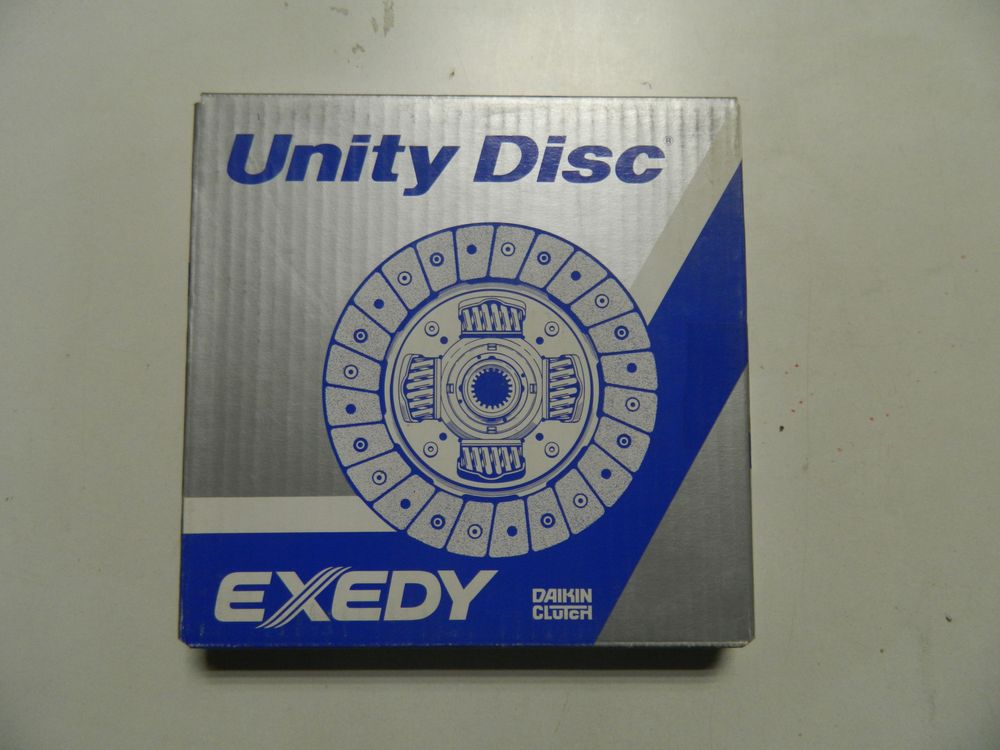 Unity Disc®
EXEDY
DAIKIN
CLUTCH